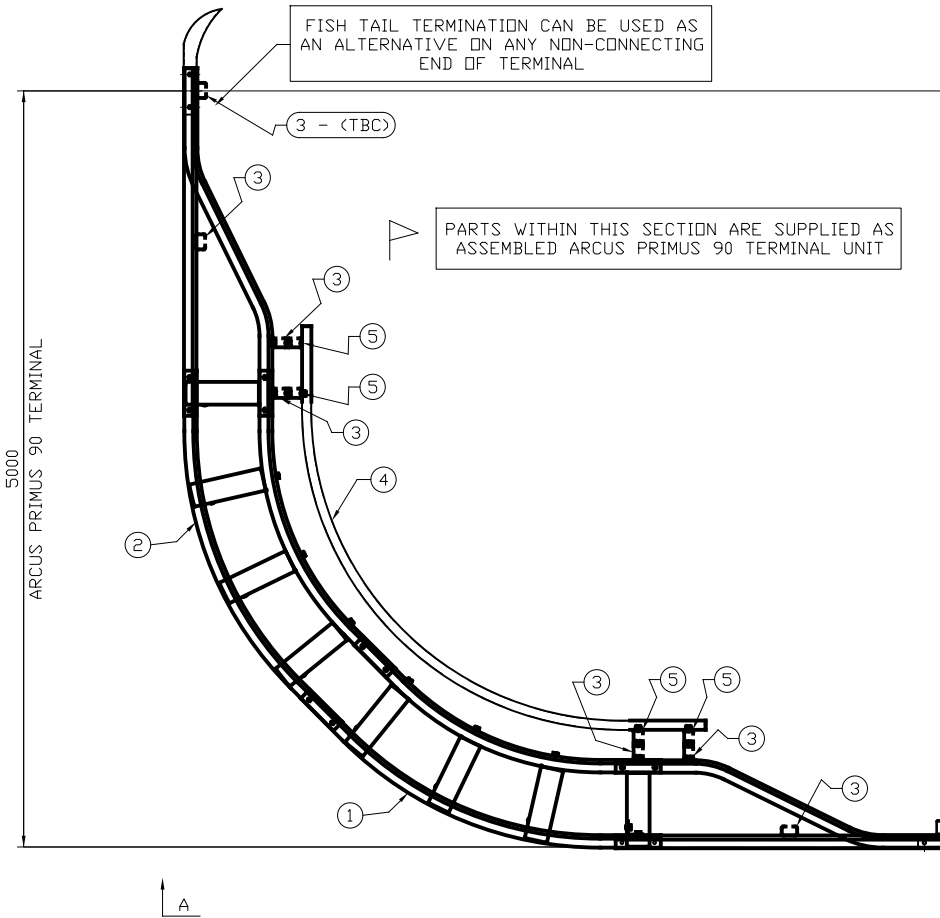 FISH TAIL TERMINATION CAN BE USED AS
AN ALTERNATIVE ON ANY NON-CONNECTING
END OF TERMINAL
3 - (TBC)
3
PARTS WITHIN THIS SECTION ARE SUPPLIED AS
ASSEMBLED ARCUS PRIMUS 90 TERMINAL UNIT
3
5
5
3
4
2
5000
ARCUS PRIMUS 90 TERMINAL
3
5
5
3
3
1
A